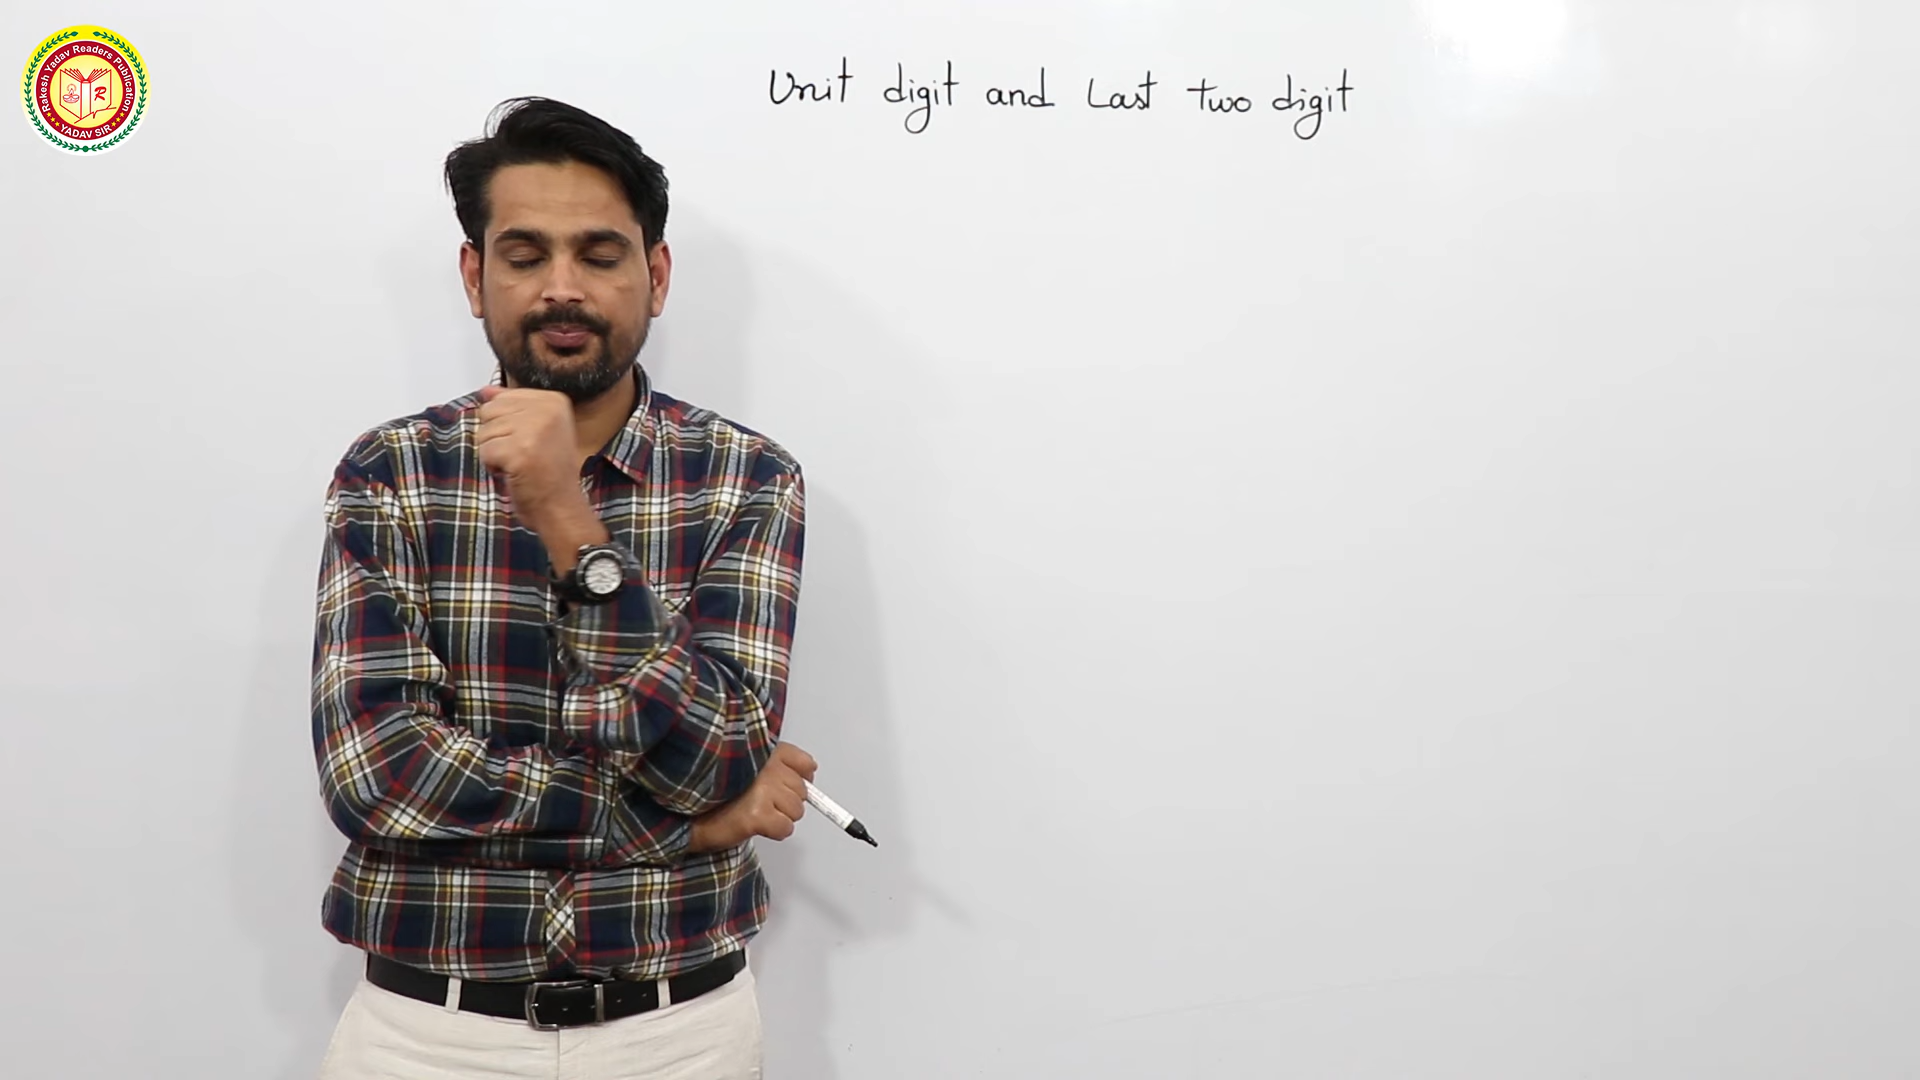 Rakesh Yadav Readers Publication
R
YADAV SIR
Unit digit and Last Two digit